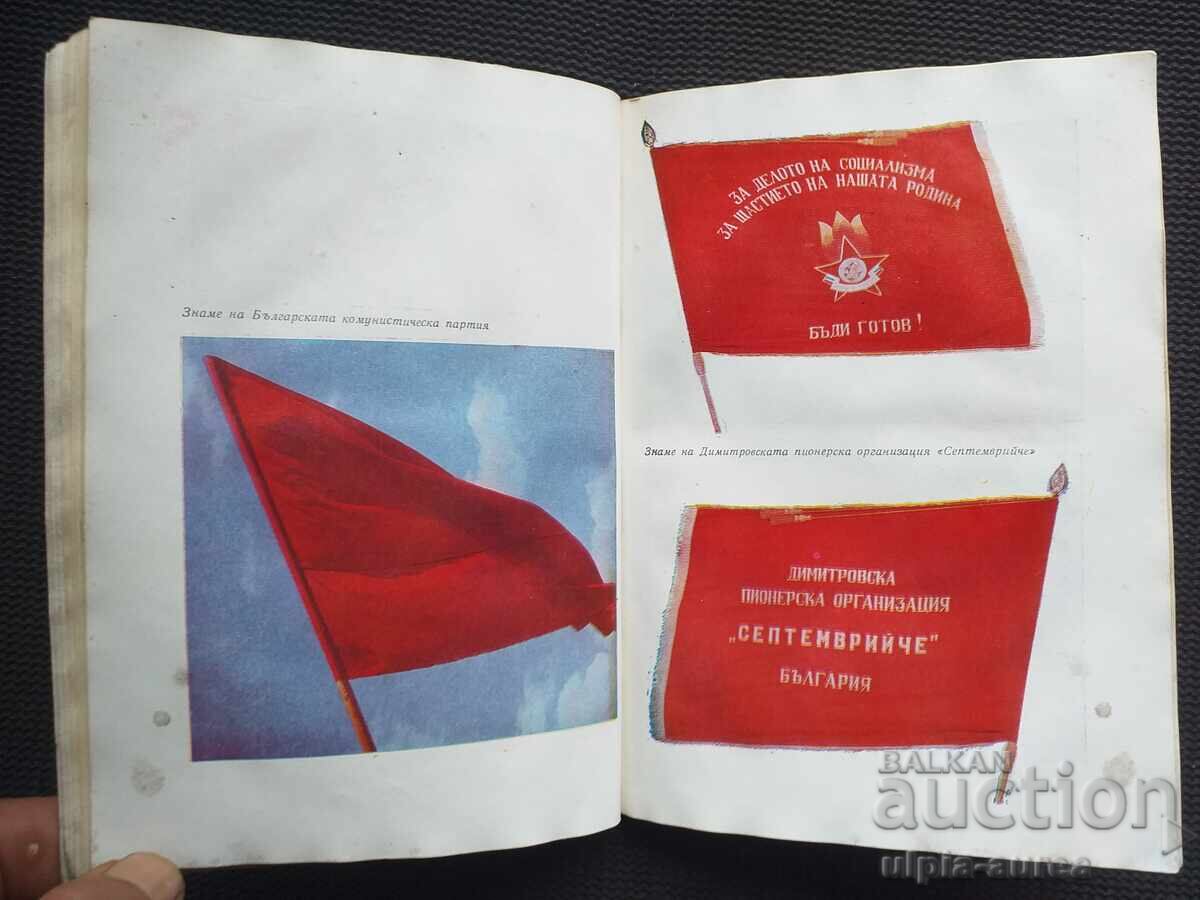 Знаме на Българската комунистическа партия
ЗА ДЕЛОТО НА СОЦИАЛИЗМА
ЗА ЩАСТИЕТО НА НАШАТА РОДИНА
БЪДИ ГОТОВ!
Знаме на Димитровската пионерска организация «Септемврийче»
ДИМИТРОВСКА
ПИОНЕРСКА ОРГАНИЗАЦИЯ
„СЕПТЕМВРИЙЧЕ"
БЪЛГАРИЯ
BALKAN
auction
ulpia-aurea